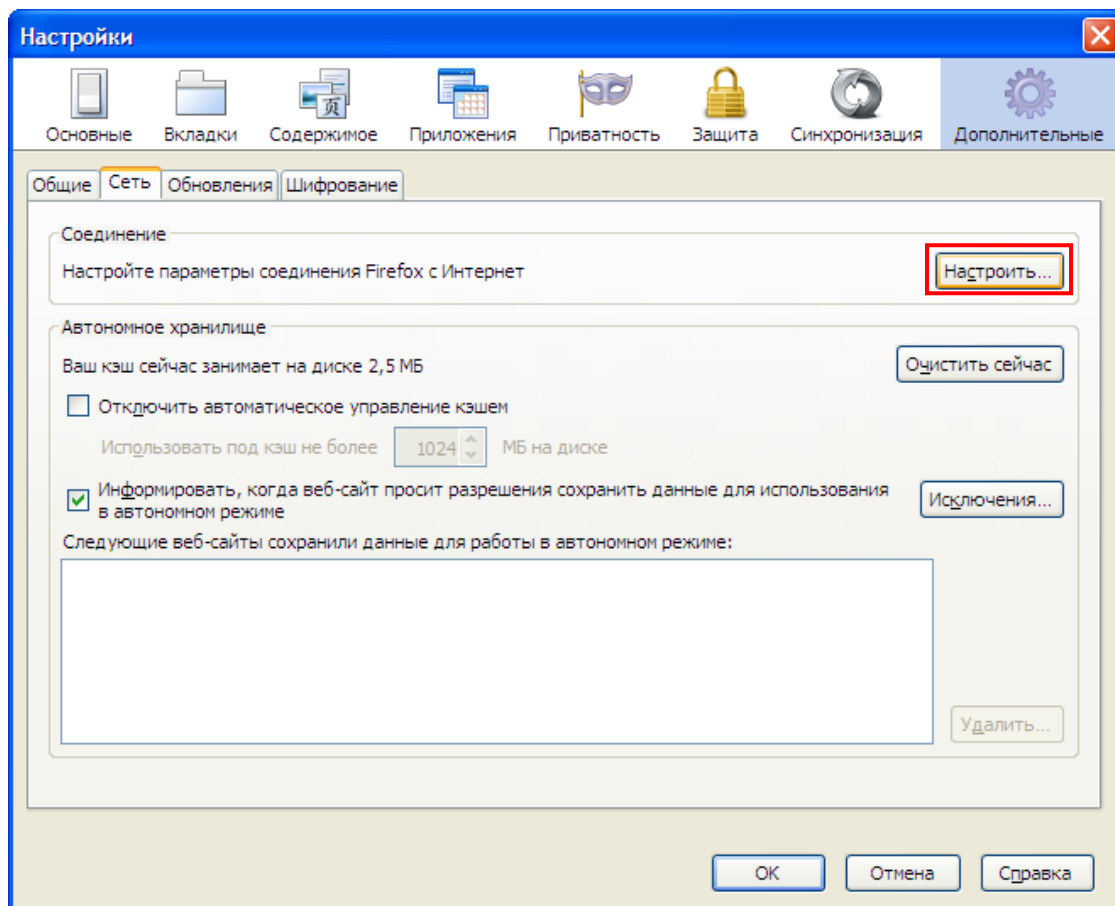 Настройки
Основные Вкладки Содержимое Приложения Приватность Защита Синхронизация Дополнительные
页
Общие Сеть Обновления Шифрование
Соединение
Настройте параметры соединения Firefox с Интернет Настроить...
Автономное хранилище
Ваш кэш сейчас занимает на диске 2,5 МБ Очистить сейчас
Отключить автоматическое управление кэшем
Использовать под кэш не более 1024 МБ на диске
Информировать, когда веб-сайт просит разрешения сохранить данные для использования
в автономном режиме Исключения...
Следующие веб-сайты сохранили данные для работы в автономном режиме:
Удалить...
OK Отмена Справка